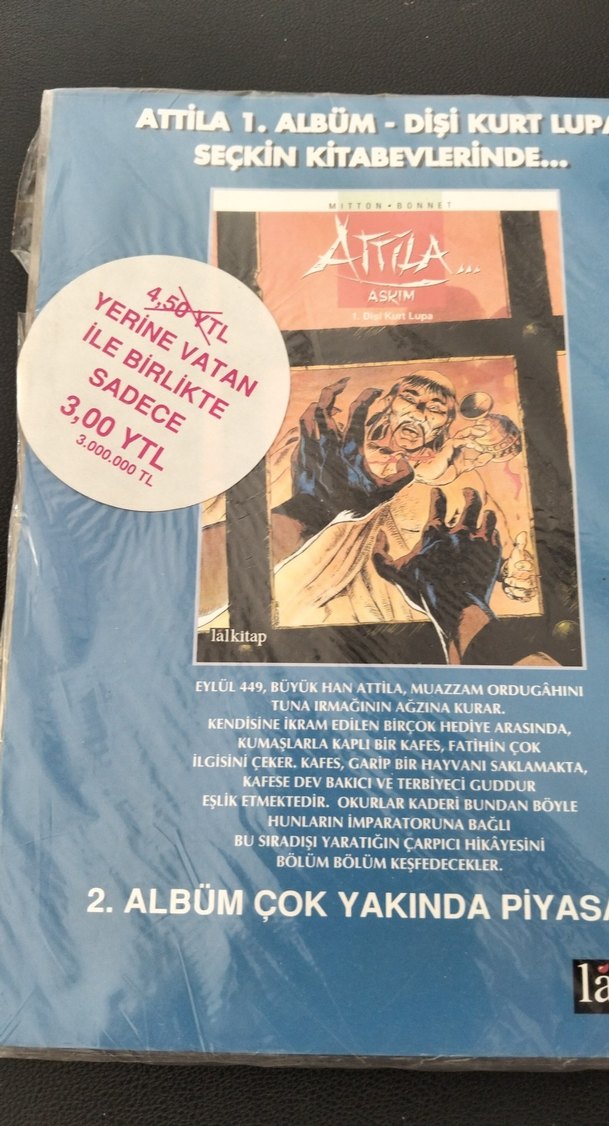 ATTİLA 1. ALBÜM - DİŞİ KURT LUPA
SEÇKİN KİTABEVLERİNDE...
MITTON • BONNET
ATTİLA...
AŞKIM
1. Dişi Kurt Lupa
4,50 YTL
YERİNE VATAN
İLE BİRLİKTE
SADECE
3,00 YTL
3.000.000 TL
lâl kitap
EYLÜL 449, BÜYÜK HAN ATTİLA, MUAZZAM ORDUGÂHINI
TUNA IRMAĞININ AĞZINA KURAR.
KENDİSİNE İKRAM EDİLEN BİRÇOK HEDİYE ARASINDA,
KUMAŞLARLA KAPLI BİR KAFES, FATİHİN ÇOK
İLGİSİNİ ÇEKER. KAFES, GARİP BİR HAYVANI SAKLAMAKTA,
KAFESE DEV BAKICI VE TERBİYECİ GUDDUR
EŞLİK ETMEKTEDİR. OKURLAR KADERİ BUNDAN BÖYLE
HUNLARIN İMPARATORUNA BAĞLI
BU SIRADIŞI YARATIĞIN ÇARPICI HİKÂYESİNİ
BÖLÜM BÖLÜM KEŞFEDECEKLER.
2. ALBÜM ÇOK YAKINDA PİYASA
lâ